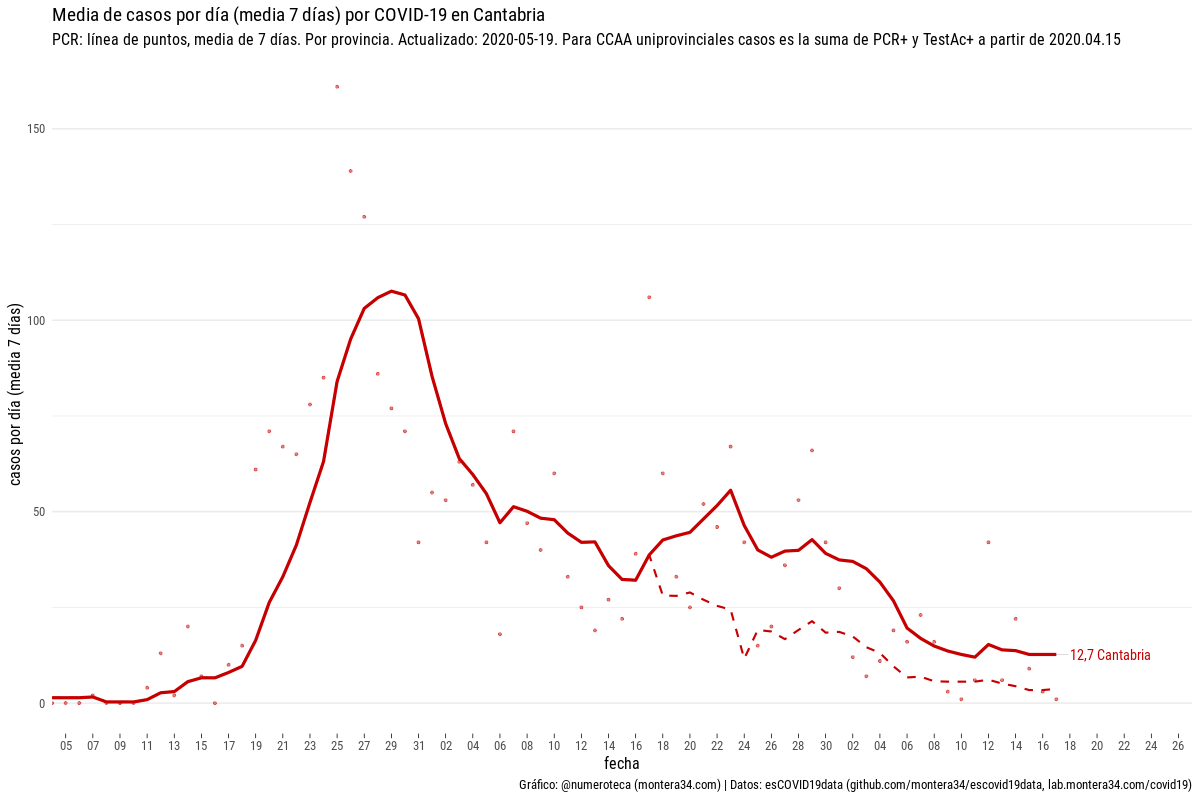 Media de casos por día (media 7 días) por COVID-19 en Cantabria
PCR: línea de puntos, media de 7 días. Por provincia. Actualizado: 2020-05-19. Para CCAA uniprovinciales casos es la suma de PCR+ y TestAc+ a partir de 2020.04.15
casos por día (media 7 días)
150
100
50
0
12,7 Cantabria
05 07 09 11 13 15 17 19 21 23 25 27 29 31 02 04 06 08 10 12 14 16 18 20 22 24 26 28 30 02 04 06 08 10 12 14 16 18 20 22 24 26
fecha
Gráfico: @numeroteca (montera34.com) | Datos: esCOVID19data (github.com/montera34/escovid19data, lab.montera34.com/covid19)